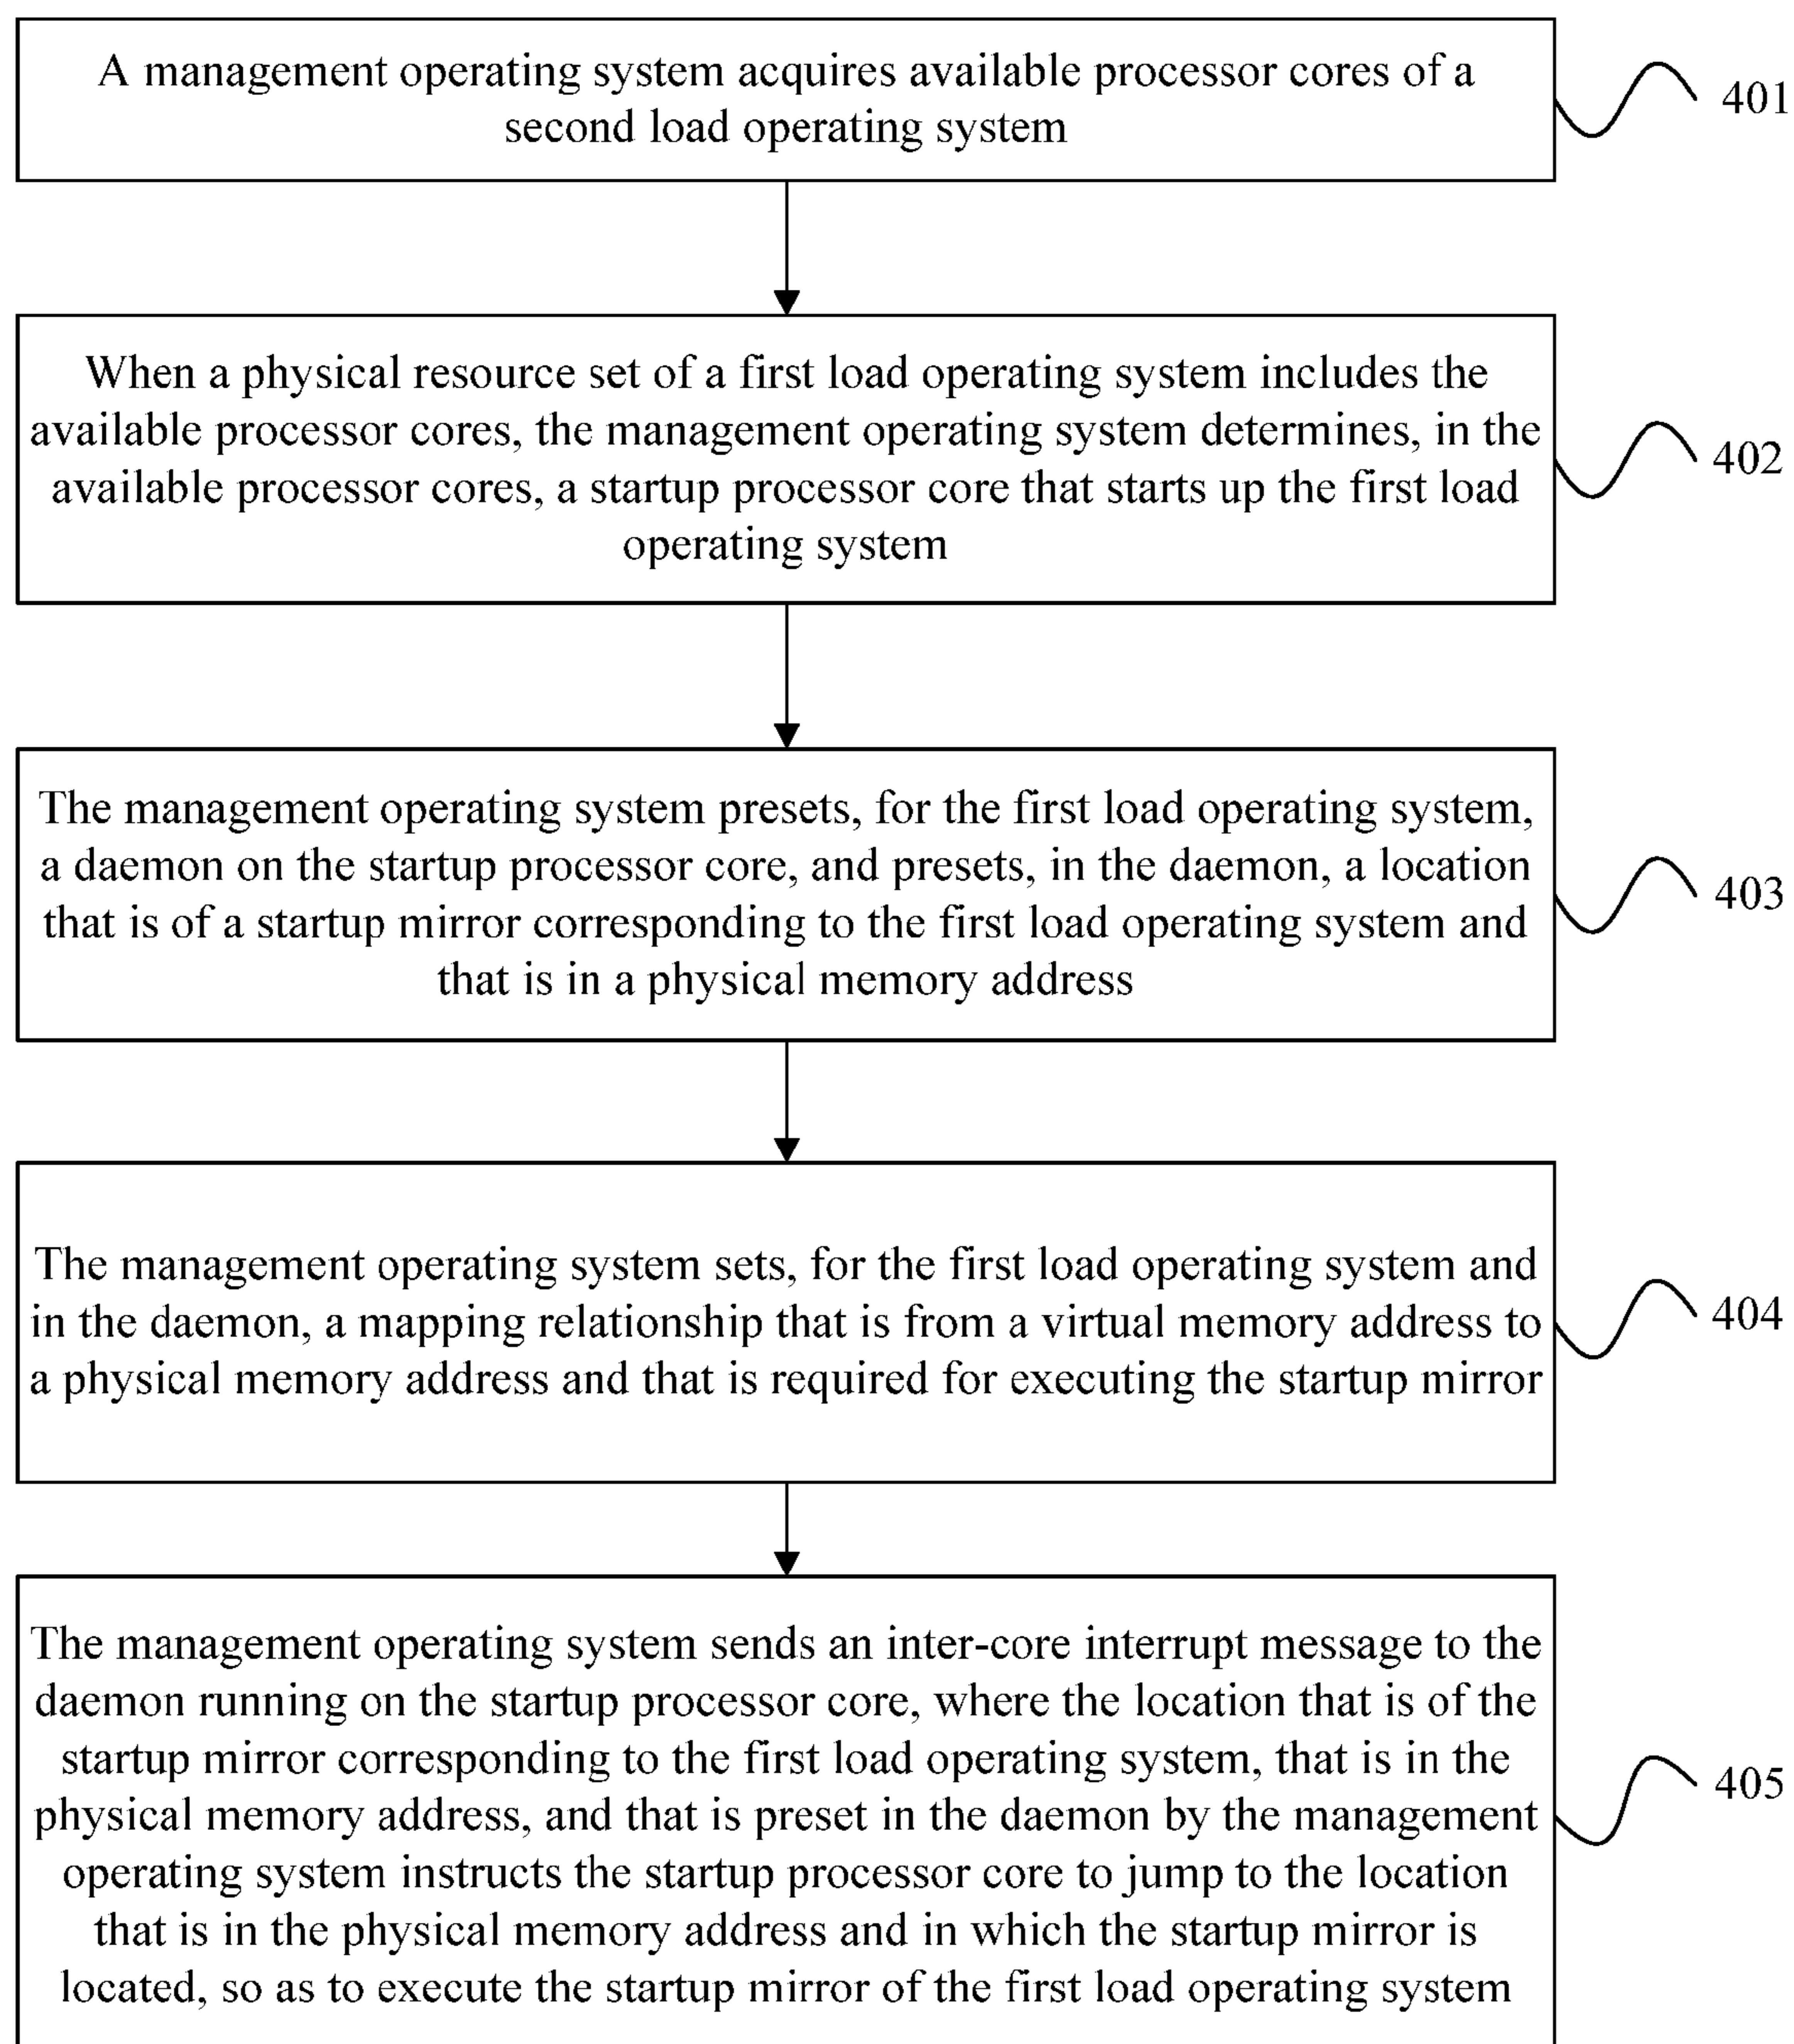 A management operating system acquires available processor cores of a
second load operating system
401
When a physical resource set of a first load operating system includes the
available processor cores, the management operating system determines, in the
available processor cores, a startup processor core that starts up the first load
operating system
402
The management operating system presets, for the first load operating system,
a daemon on the startup processor core, and presets, in the daemon, a location
that is of a startup mirror corresponding to the first load operating system and
that is in a physical memory address
403
The management operating system sets, for the first load operating system and
in the daemon, a mapping relationship that is from a virtual memory address to
a physical memory address and that is required for executing the startup mirror
404
The management operating system sends an inter-core interrupt message to the
daemon running on the startup processor core, where the location that is of the
startup mirror corresponding to the first load operating system, that is in the
physical memory address, and that is preset in the daemon by the management
operating system instructs the startup processor core to jump to the location
that is in the physical memory address and in which the startup mirror is
located, so as to execute the startup mirror of the first load operating system
405